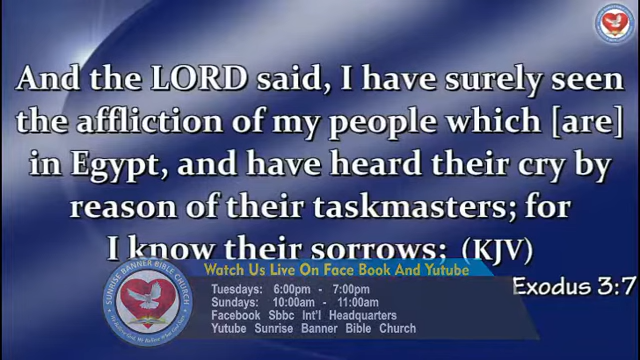 And the LORD said, I have surely seen
the affliction of my people which [are]
in Egypt, and have heard their cry by
reason of their taskmasters; for
I know their sorrows; (KJV)
Exodus 3:7
Watch Us Live On Face Book And Yutube
Tuesdays: 6:00pm - 7:00pm
Sundays: 10:00am - 11:00am
Facebook Sbbc Int'l Headquarters
Yutube Sunrise Banner Bible Church
SUNRISE BANNER BIBLE CHURCH